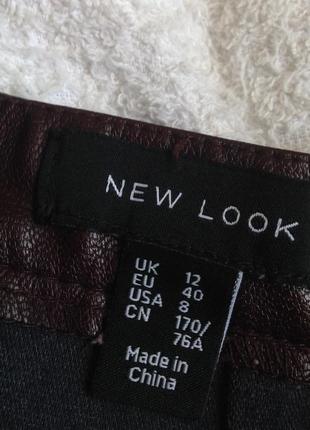 NEW LOOK
UK 12
EU 40
USA 8
CN 170/
76A
Made in
China